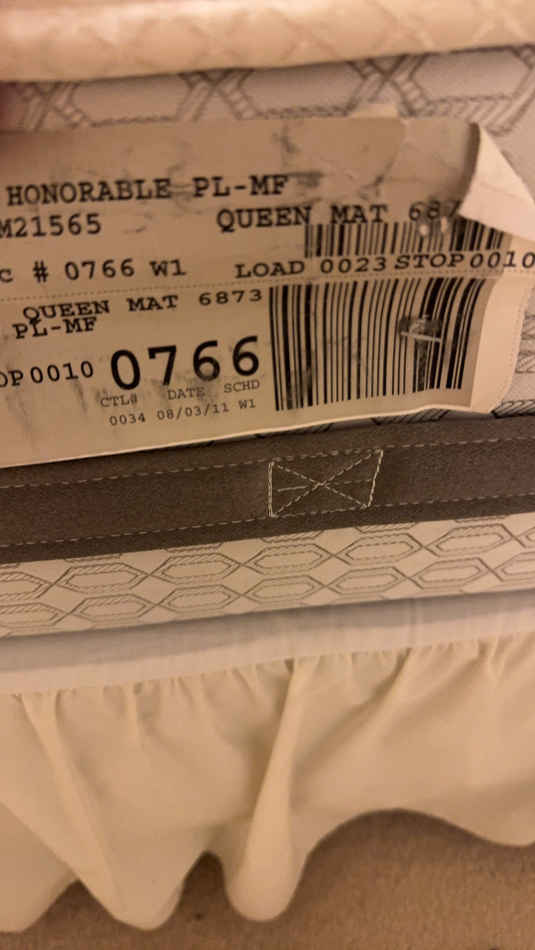 HONORABLE PL-MF
M21565 QUEEN MAT 687
C # 0766 W1 LOAD 0023 STOP 0010
QUEEN MAT 6873
PL-MF
OP 0010 0766
CTL# DATE SCHD
0034 08/03/11 W1